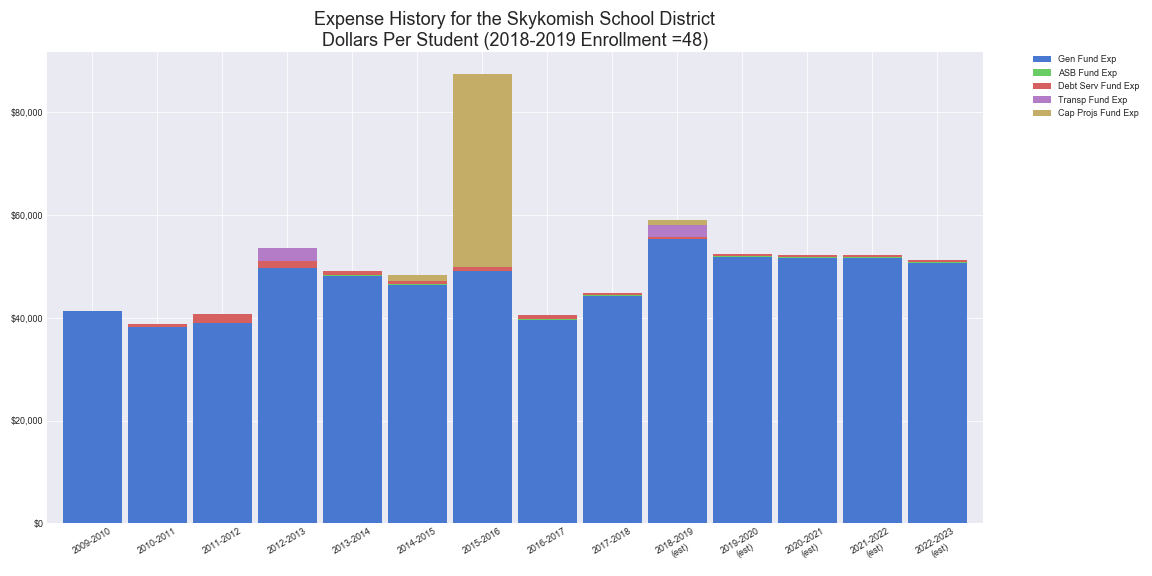 Expense History for the Skykomish School District
Dollars Per Student (2018-2019 Enrollment =48)
Gen Fund Exp
ASB Fund Exp
Debt Serv Fund Exp
Transp Fund Exp
Cap Projs Fund Exp
$80,000
$60,000
$40,000
$20,000
$0
2009-2010
2010-2011
2011-2012
2012-2013
2013-2014
2014-2015
2015-2016
2016-2017
2017-2018
2018-2019
(est)
2019-2020
(est)
2020-2021
(est)
2021-2022
(est)
2022-2023
(est)